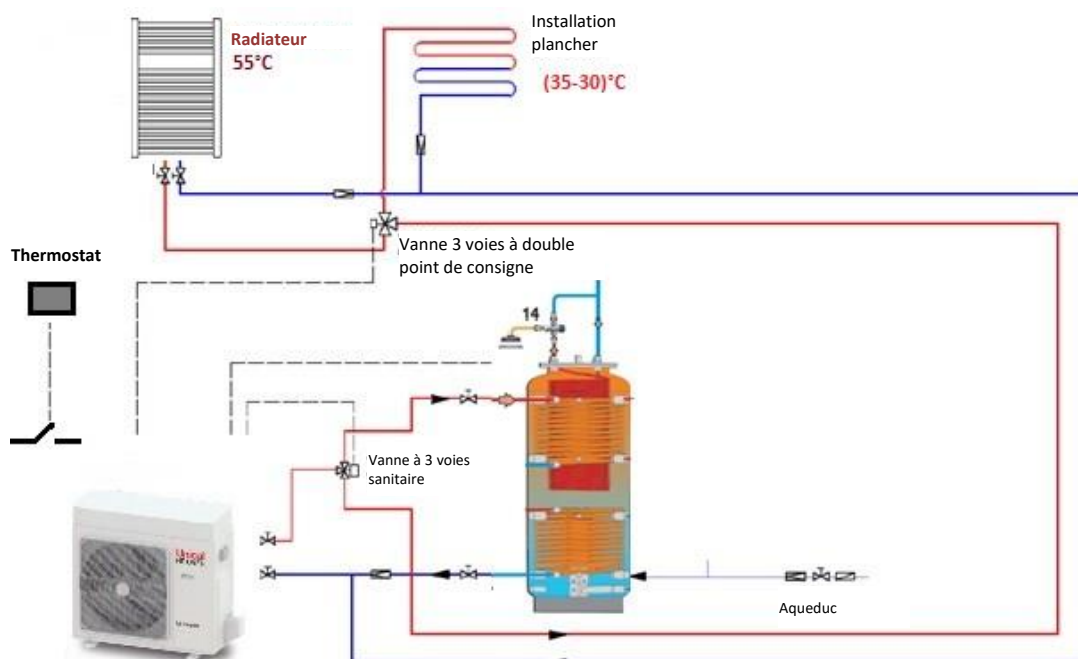 Radiateur
55°C
Installation
plancher
(35-30)°C
Vanne 3 voies à double
point de consigne
Thermostat
14
Vanne à 3 voies
sanitaire
Unical
Aqueduc